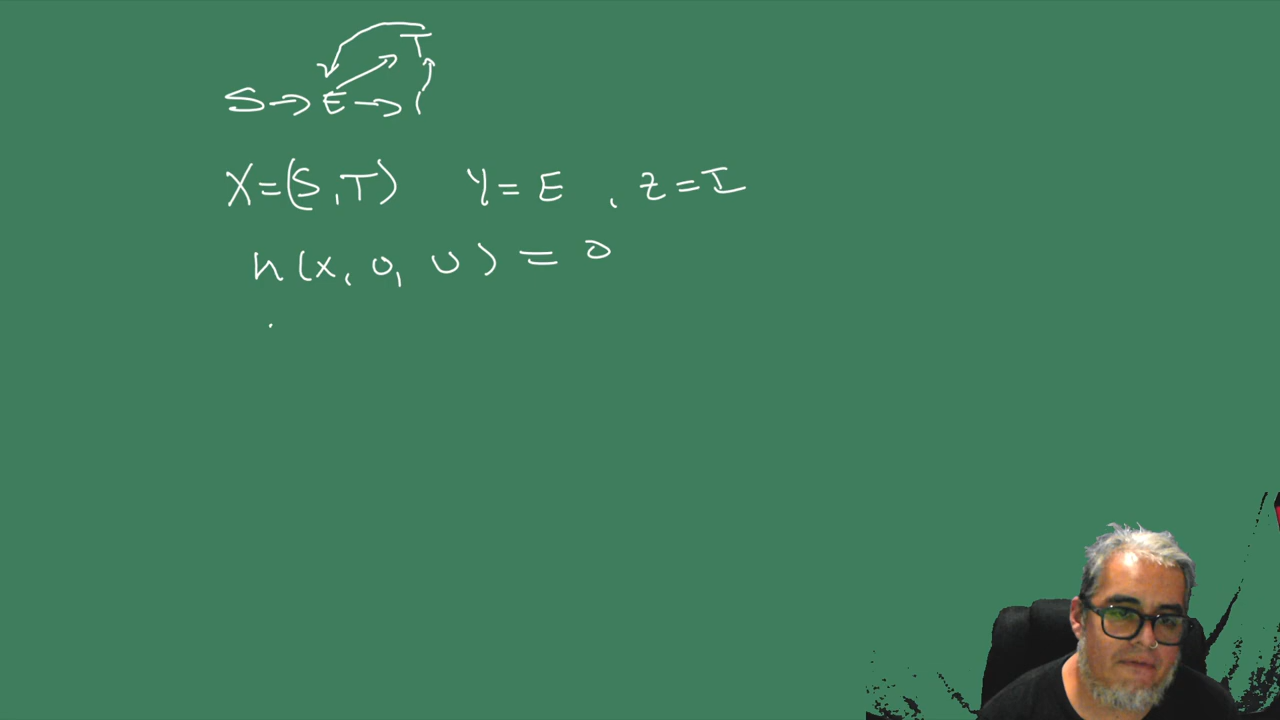 T
S → E → I
X = (S, T) Y = E , Z = I
h(x, 0, 0) = 0